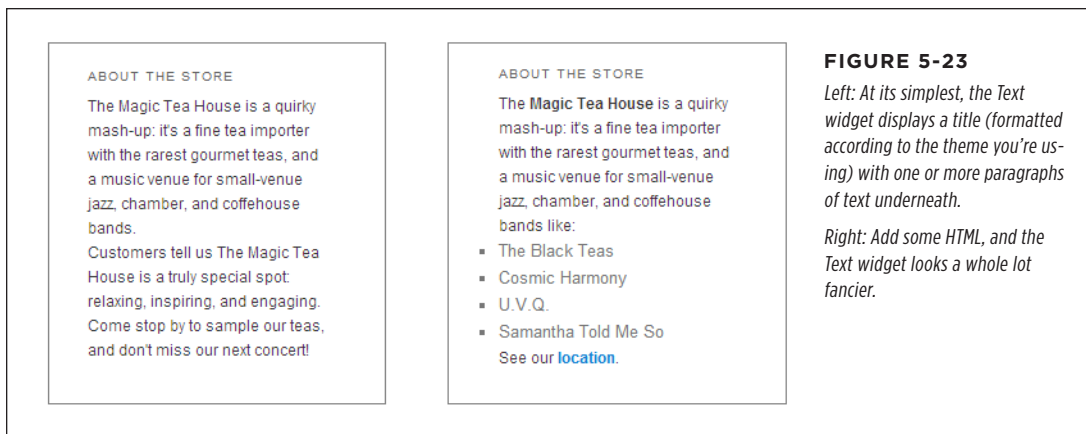 ABOUT THE STORE
The Magic Tea House is a quirky
mash-up: it's a fine tea importer
with the rarest gourmet teas, and
a music venue for small-venue
jazz, chamber, and coffehouse
bands.
Customers tell us The Magic Tea
House is a truly special spot:
relaxing, inspiring, and engaging.
Come stop by to sample our teas,
and don't miss our next concert!
ABOUT THE STORE
The Magic Tea House is a quirky
mash-up: it's a fine tea importer
with the rarest gourmet teas, and
a music venue for small-venue
jazz, chamber, and coffehouse
bands like:
▪ The Black Teas
▪ Cosmic Harmony
▪ U.V.Q.
▪ Samantha Told Me So
See our location.
FIGURE 5-23
Left: At its simplest, the Text
widget displays a title (formatted
according to the theme you're us-
ing) with one or more paragraphs
of text underneath.
Right: Add some HTML, and the
Text widget looks a whole lot
fancier.